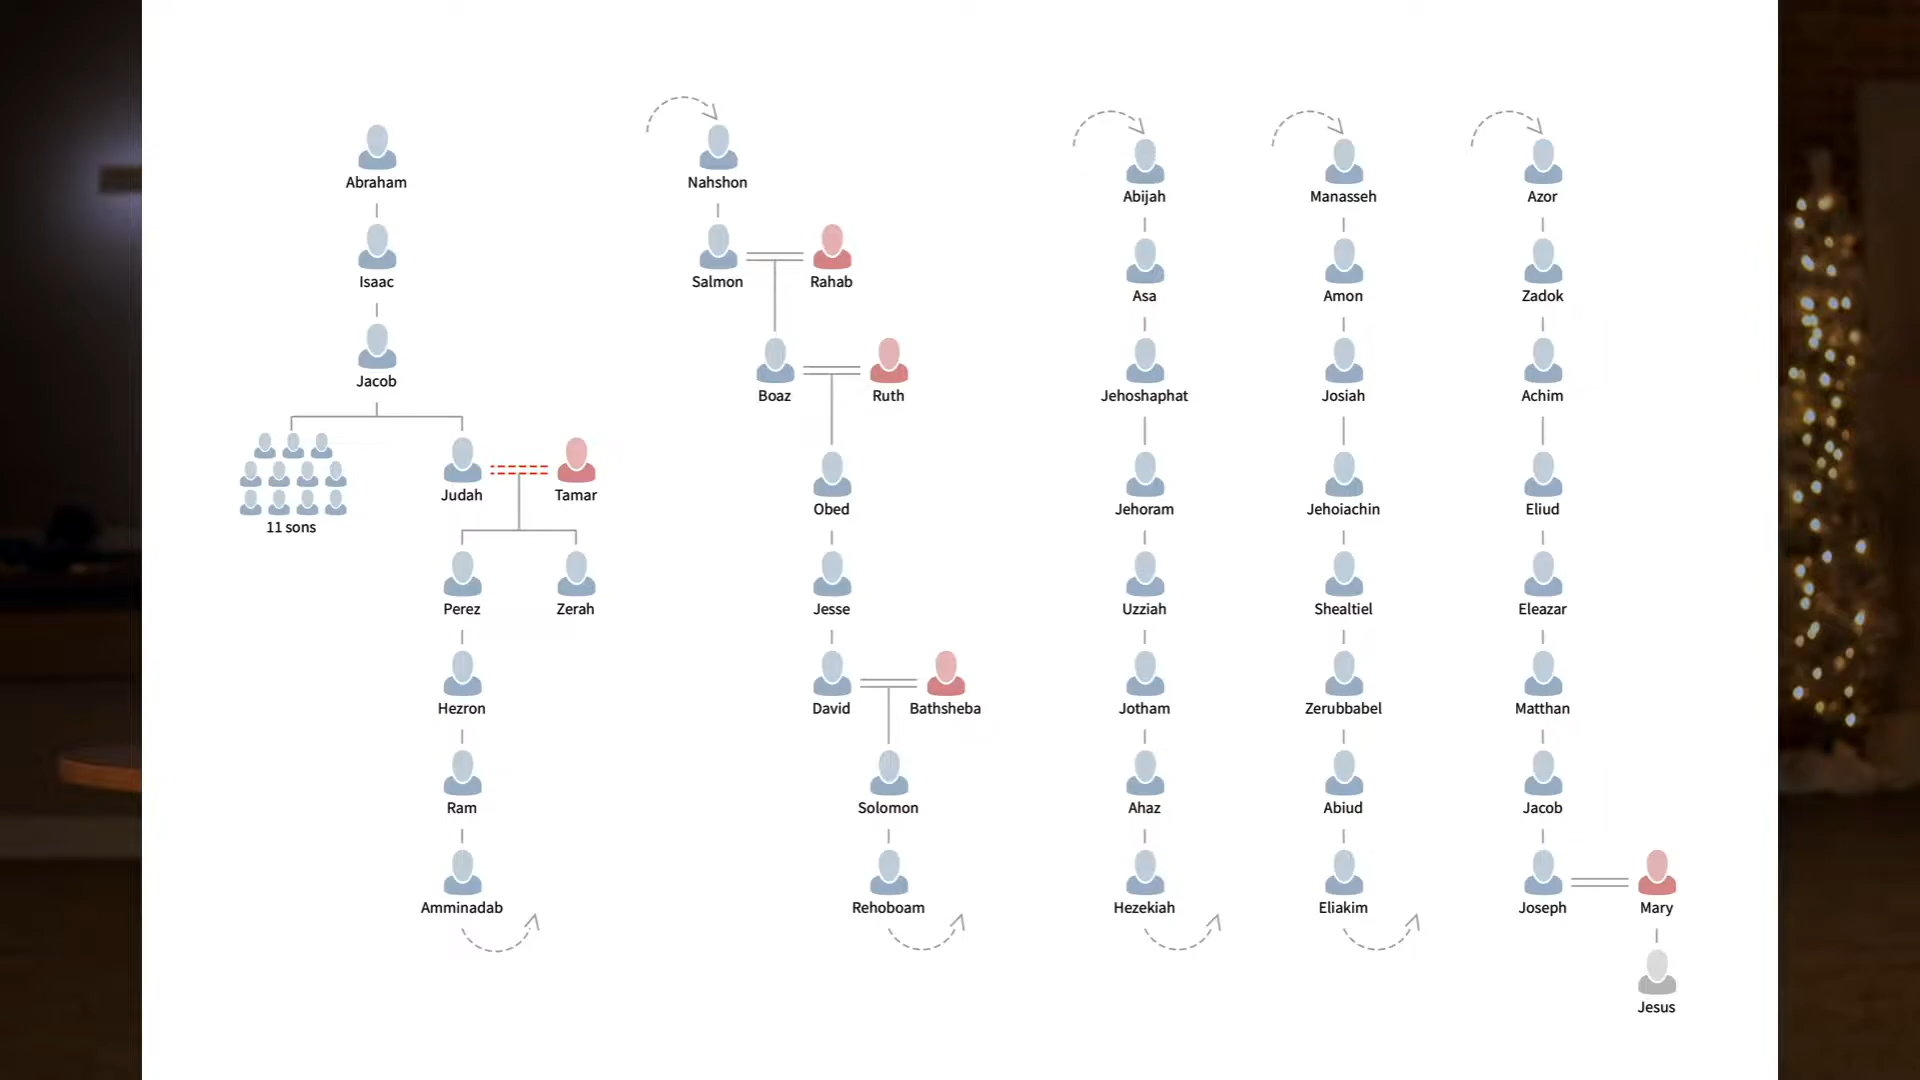 Abraham
Isaac
Jacob
11 sons
Judah
Tamar
Perez
Zerah
Hezron
Ram
Amminadab
Nahshon
Salmon
Rahab
Boaz
Ruth
Obed
Jesse
David
Bathsheba
Solomon
Rehoboam
Abijah
Asa
Jehoshaphat
Jehoram
Uzziah
Jotham
Ahaz
Hezekiah
Manasseh
Amon
Josiah
Jehoiachin
Shealtiel
Zerubbabel
Abiud
Eliakim
Azor
Zadok
Achim
Eliud
Eleazar
Matthan
Jacob
Joseph
Mary
Jesus